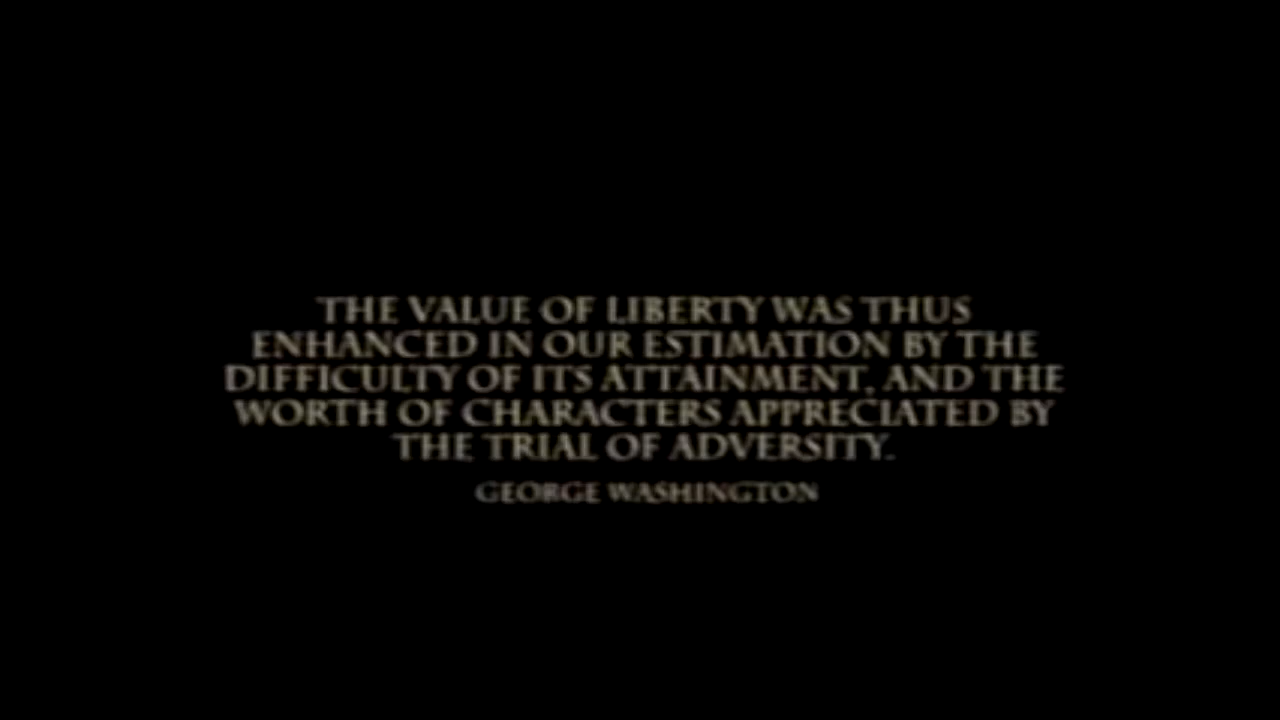 THE VALUE OF LIBERTY WAS THUS
ENHANCED IN OUR ESTIMATION BY THE
DIFFICULTY OF ITS ATTAINMENT, AND THE
WORTH OF CHARACTERS APPRECIATED BY
THE TRIAL OF ADVERSITY.
GEORGE WASHINGTON